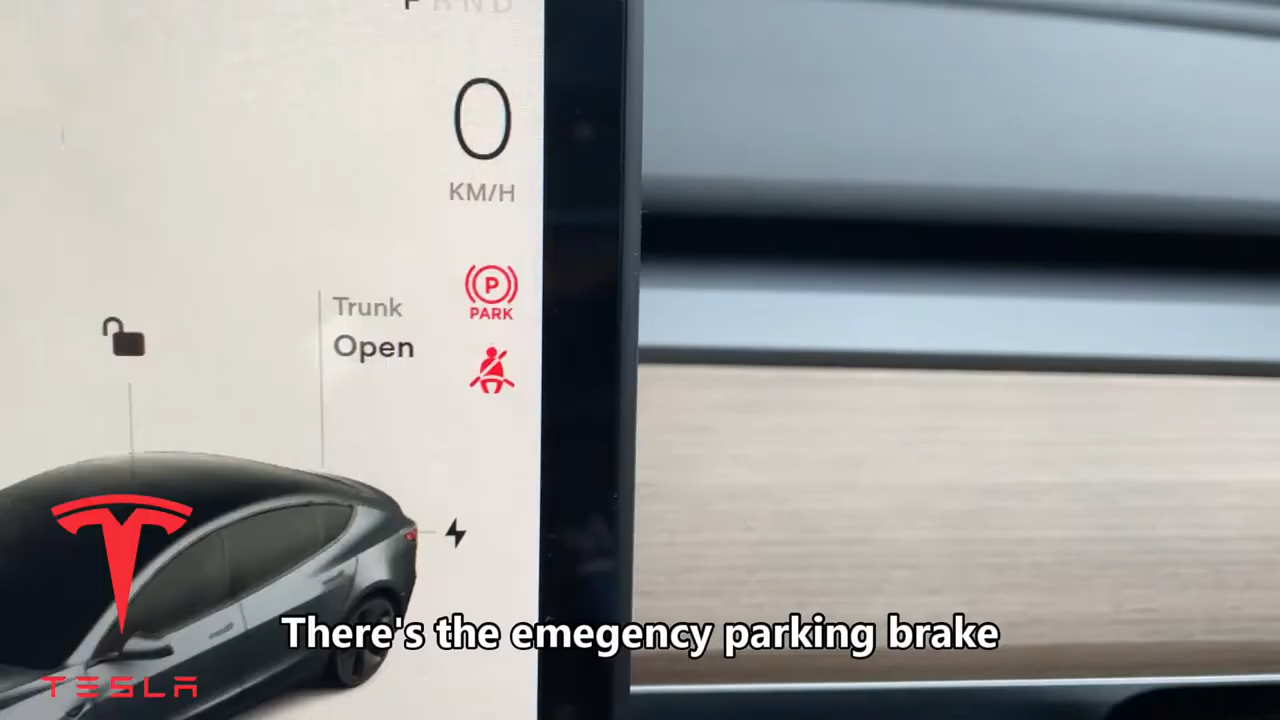 P R N D
0
KM/H
P
PARK
Trunk
Open
There's the emegency parking brake
TESLA